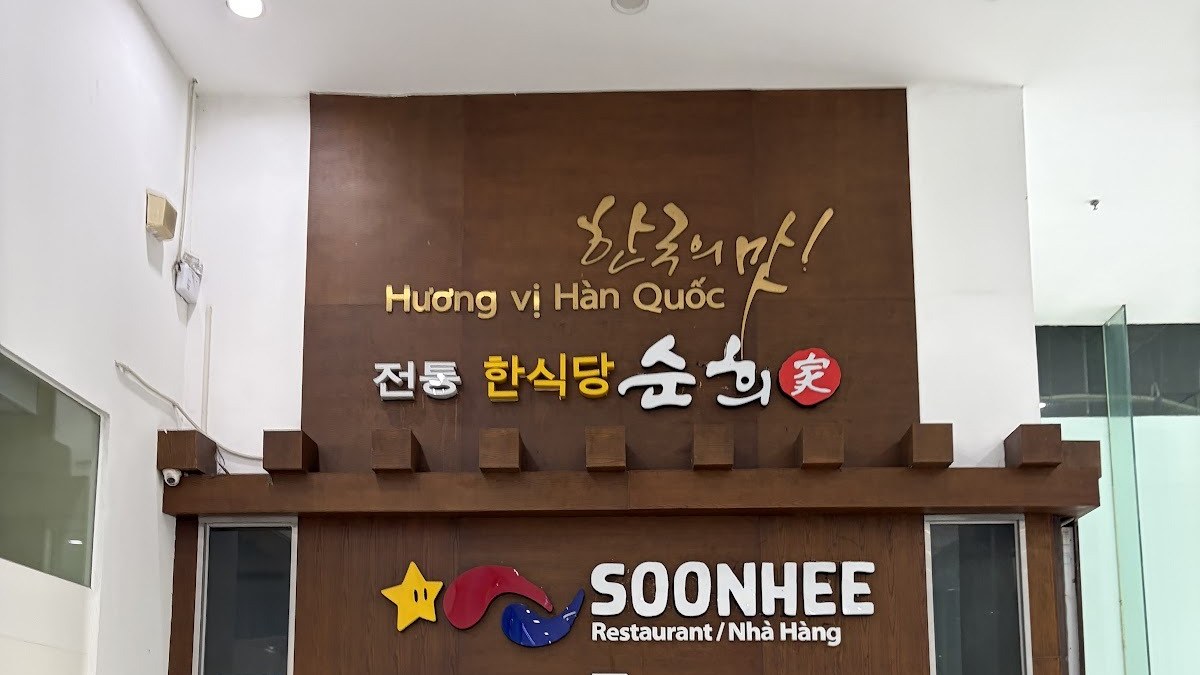 한국의 맛!
Hương vị Hàn Quốc
전통 한식당 순희 家
SOONHEE
Restaurant / Nhà Hàng